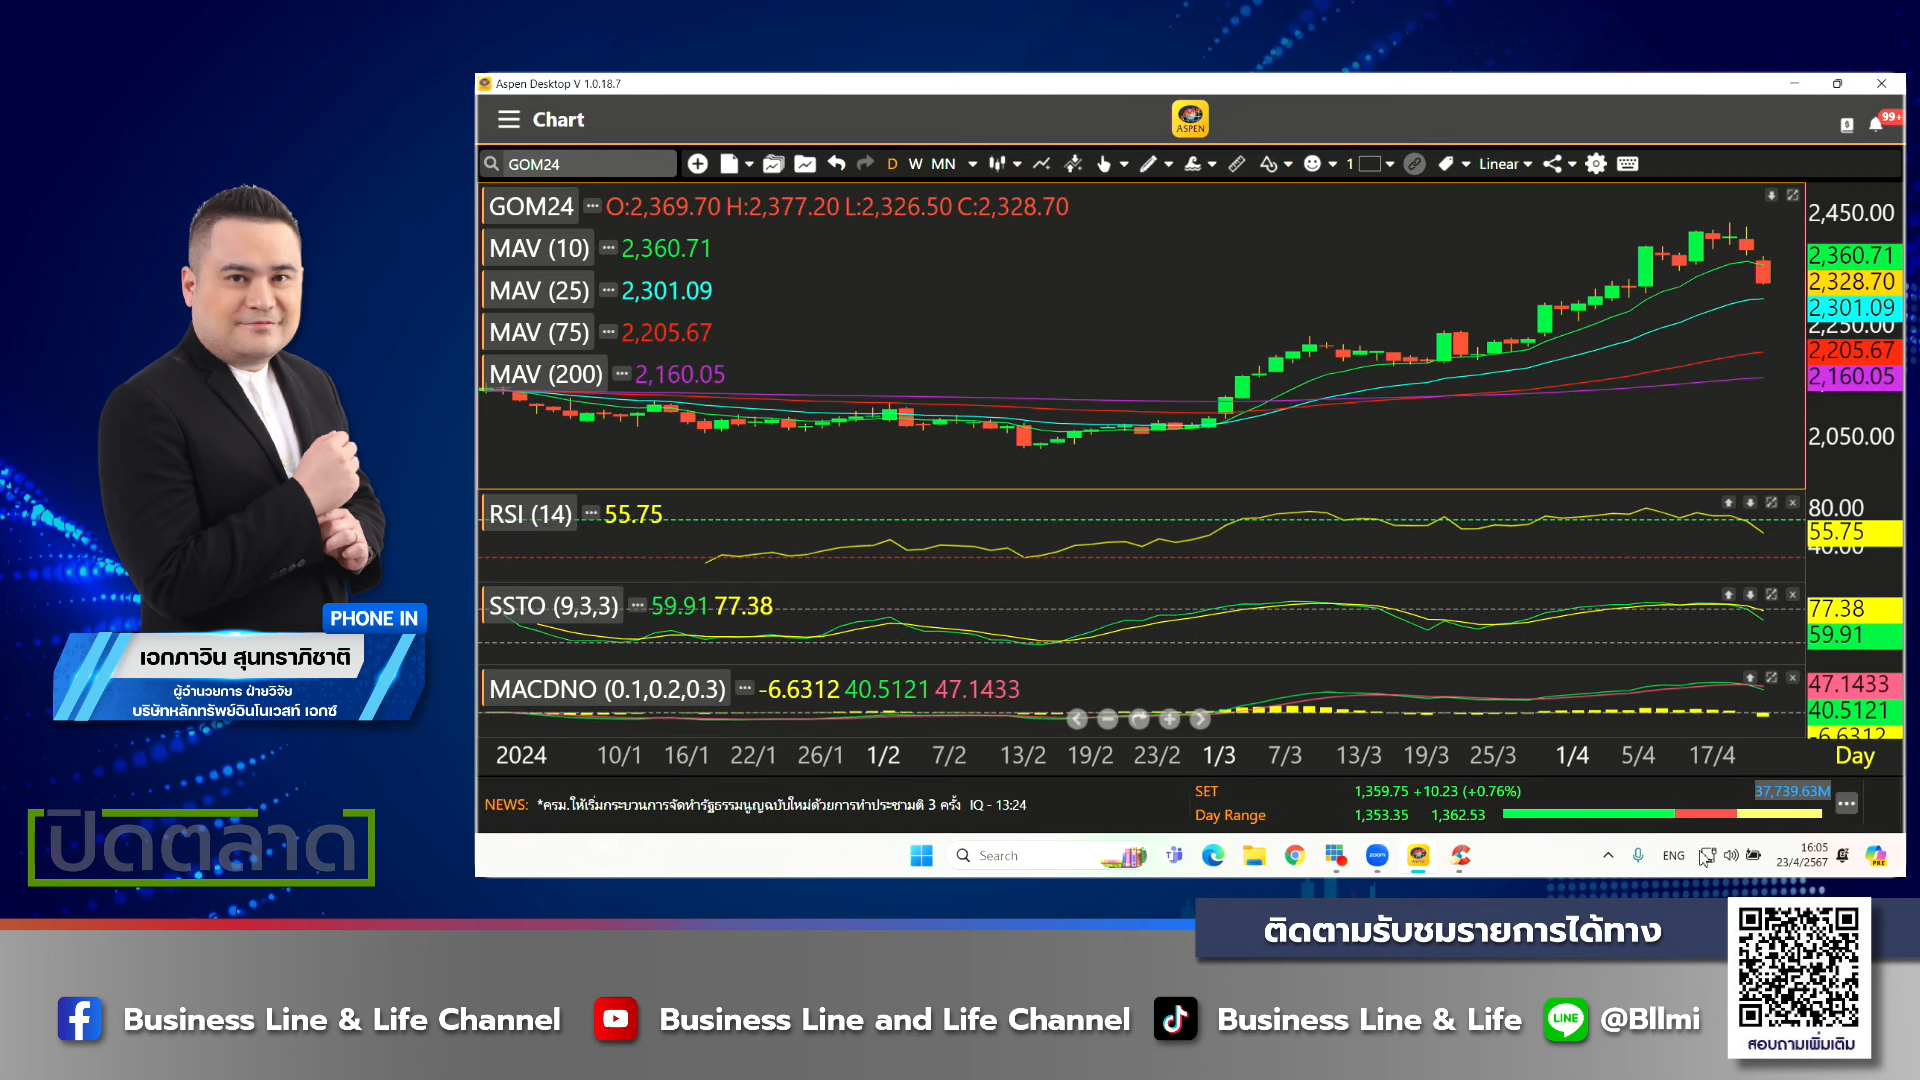 Aspen Desktop V 1.0.18.7
Chart
ASPEN
99+
GOM24
D W MN
1
Linear
GOM24 O:2,369.70 H:2,377.20 L:2,326.50 C:2,328.70
MAV (10) 2,360.71
MAV (25) 2,301.09
MAV (75) 2,205.67
MAV (200) 2,160.05
2,450.00
2,360.71
2,328.70
2,301.09
2,250.00
2,205.67
2,160.05
2,050.00
RSI (14) 55.75
80.00
55.75
40.00
SSTO (9,3,3) 59.91 77.38
77.38
59.91
MACDNO (0.1,0.2,0.3) -6.6312 40.5121 47.1433
47.1433
40.5121
-6.6312
2024 10/1 16/1 22/1 26/1 1/2 7/2 13/2 19/2 23/2 1/3 7/3 13/3 19/3 25/3 1/4 5/4 17/4 Day
NEWS: *ครม.ให้เริ่มกระบวนการจัดทำรัฐธรรมนูญฉบับใหม่ด้วยการทำประชามติ 3 ครั้ง IQ - 13:24
SET 1,359.75 +10.23 (+0.76%) 37,739.63M
Day Range 1,353.35 - 1,362.53
Search
zoom
ENG
16:05
23/4/2567
PRE
PHONE IN
เอกภาวิน สุนทราภิชาติ
ผู้อำนวยการ ฝ่ายวิจัย
บริษัทหลักทรัพย์อินโนเวสท์ เอกซ์
ปิดตลาด
ติดตามรับชมรายการได้ทาง
Business Line & Life Channel
Business Line and Life Channel
Business Line & Life
LINE
@Bllmi
สอบถามเพิ่มเติม